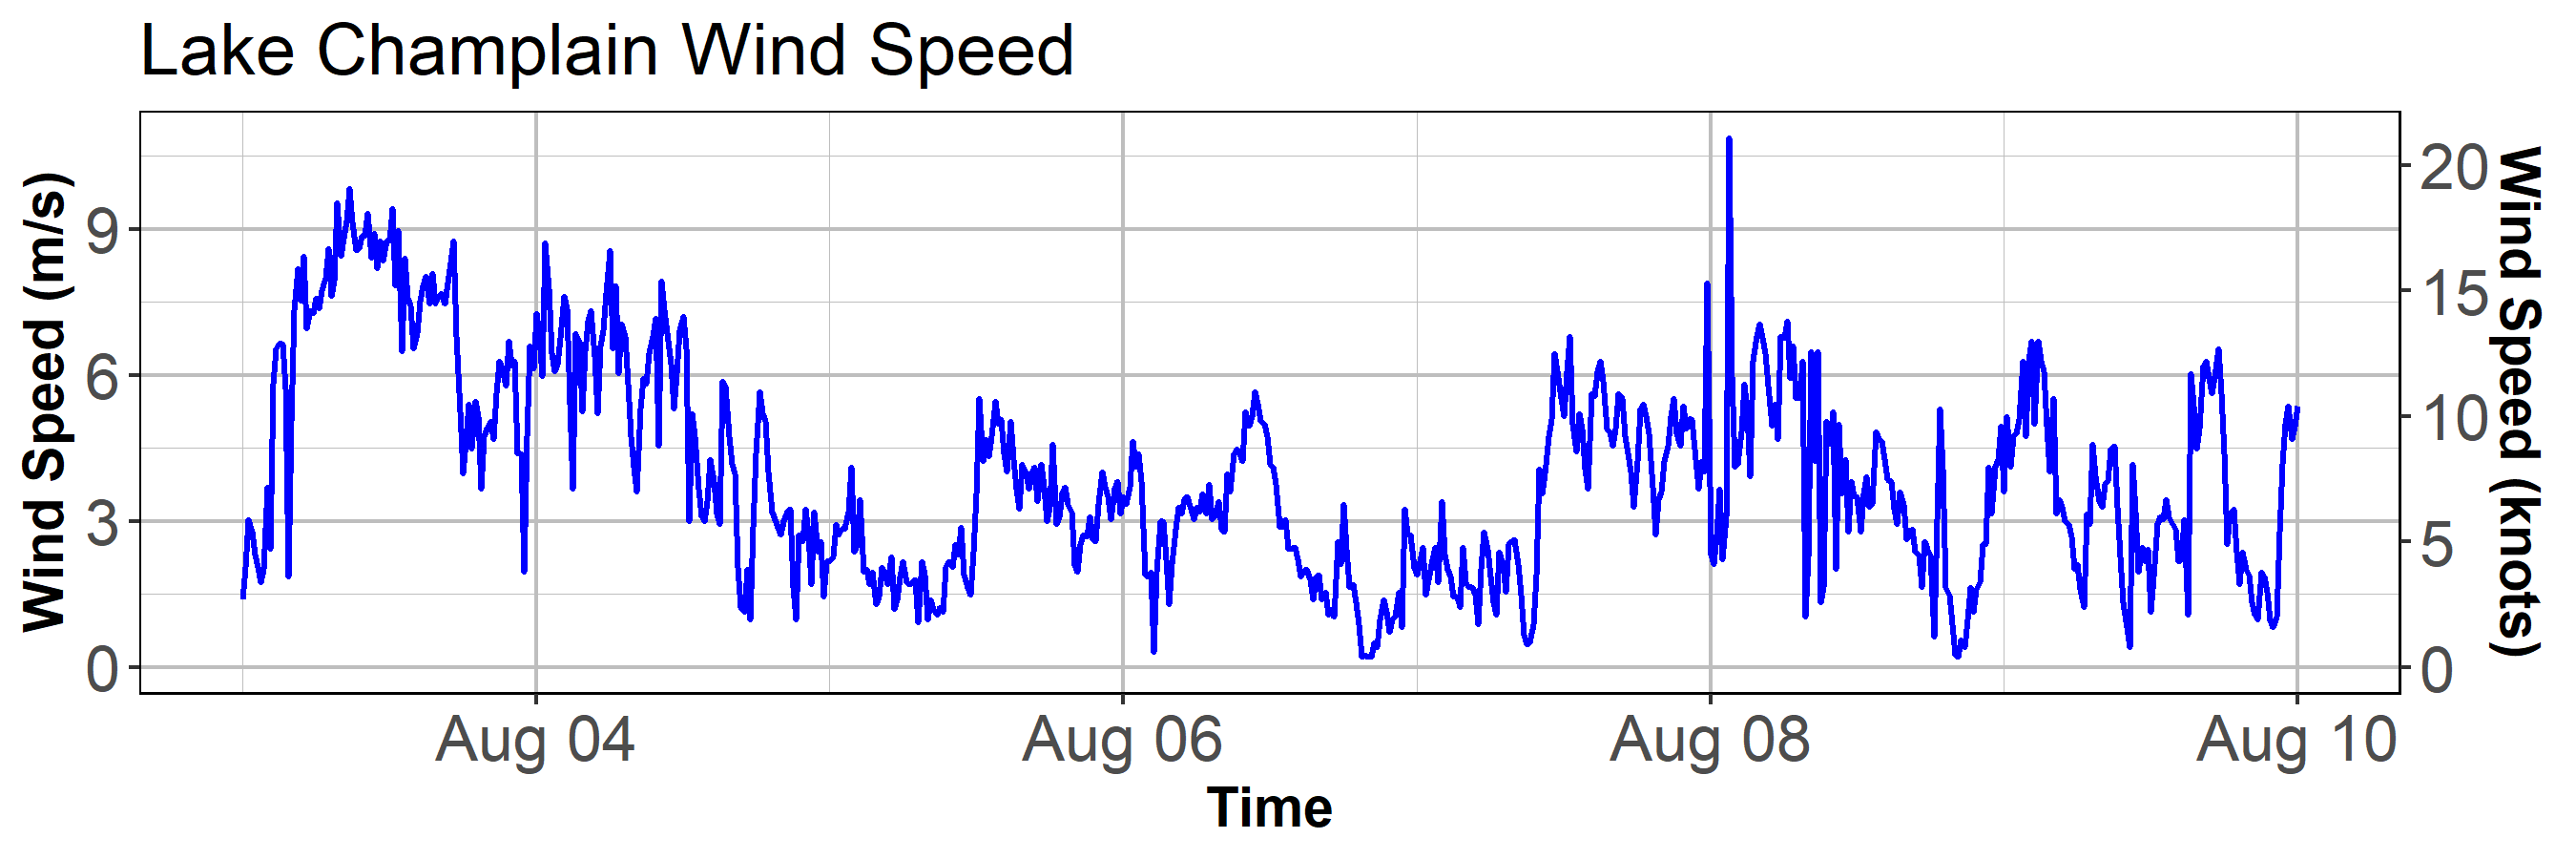 Lake Champlain Wind Speed
Wind Speed (m/s)
9
6
3
0
20
15
10
5
0
Wind Speed (knots)
Aug 04
Aug 06
Aug 08
Aug 10
Time